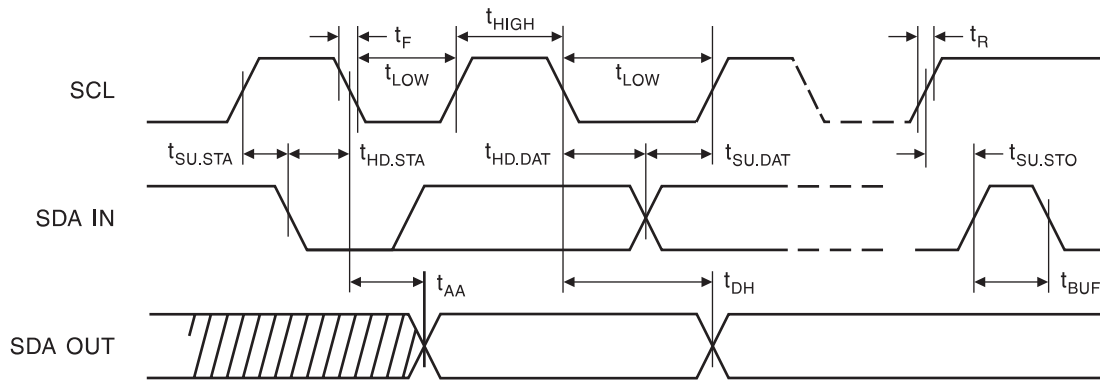 tHIGH
tF
tR
SCL
tLOW
tLOW
tSU.STA
tHD.STA
tHD.DAT
tSU.DAT
tSU.STO
SDA IN
tAA
tDH
tBUF
SDA OUT